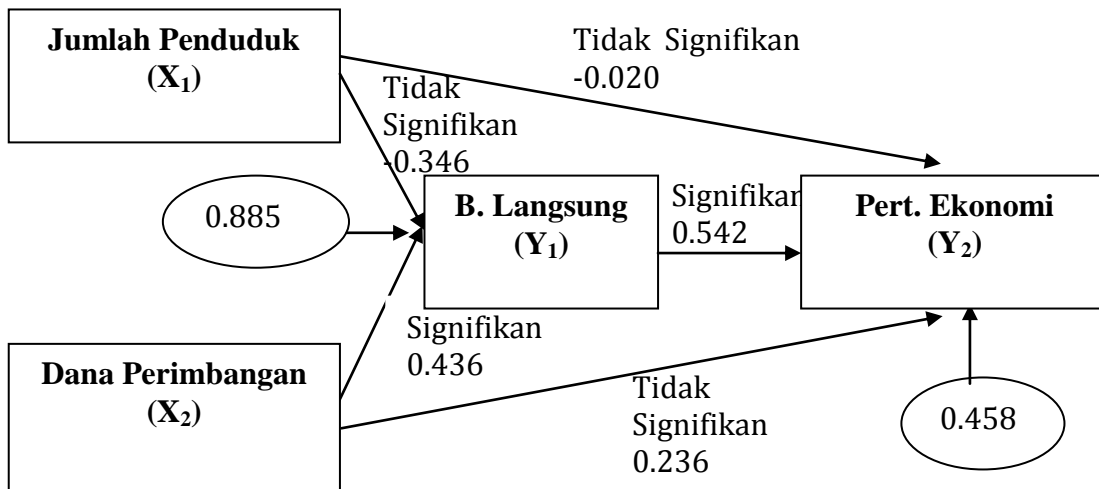 Jumlah Penduduk
(X₁)
Tidak Signifikan
-0.020
Tidak
Signifikan
-0.346
0.885
B. Langsung
(Y₁)
Signifikan
0.542
Pert. Ekonomi
(Y₂)
Signifikan
0.436
Dana Perimbangan
(X₂)
Tidak
Signifikan
0.236
0.458